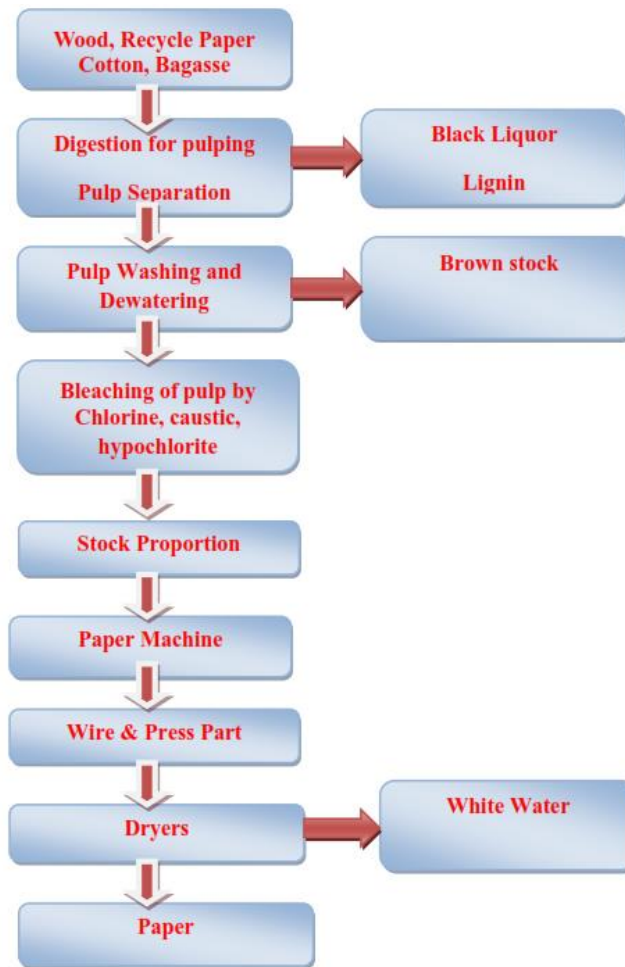 Wood, Recycle Paper
Cotton, Bagasse
Digestion for pulping
Pulp Separation
Black Liquor
Lignin
Pulp Washing and
Dewatering
Brown stock
Bleaching of pulp by
Chlorine, caustic,
hypochlorite
Stock Proportion
Paper Machine
Wire & Press Part
Dryers
White Water
Paper